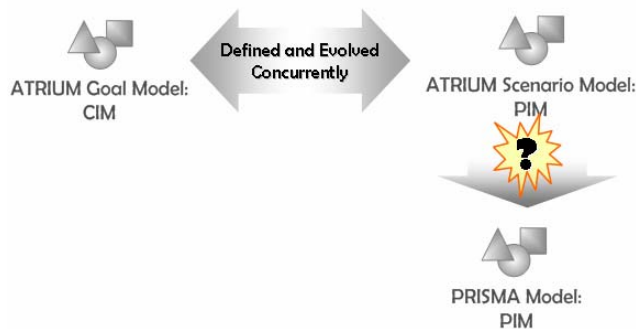 Defined and Evolved
Concurrently
ATRIUM Goal Model:
CIM
ATRIUM Scenario Model:
PIM
?
PRISMA Model:
PIM